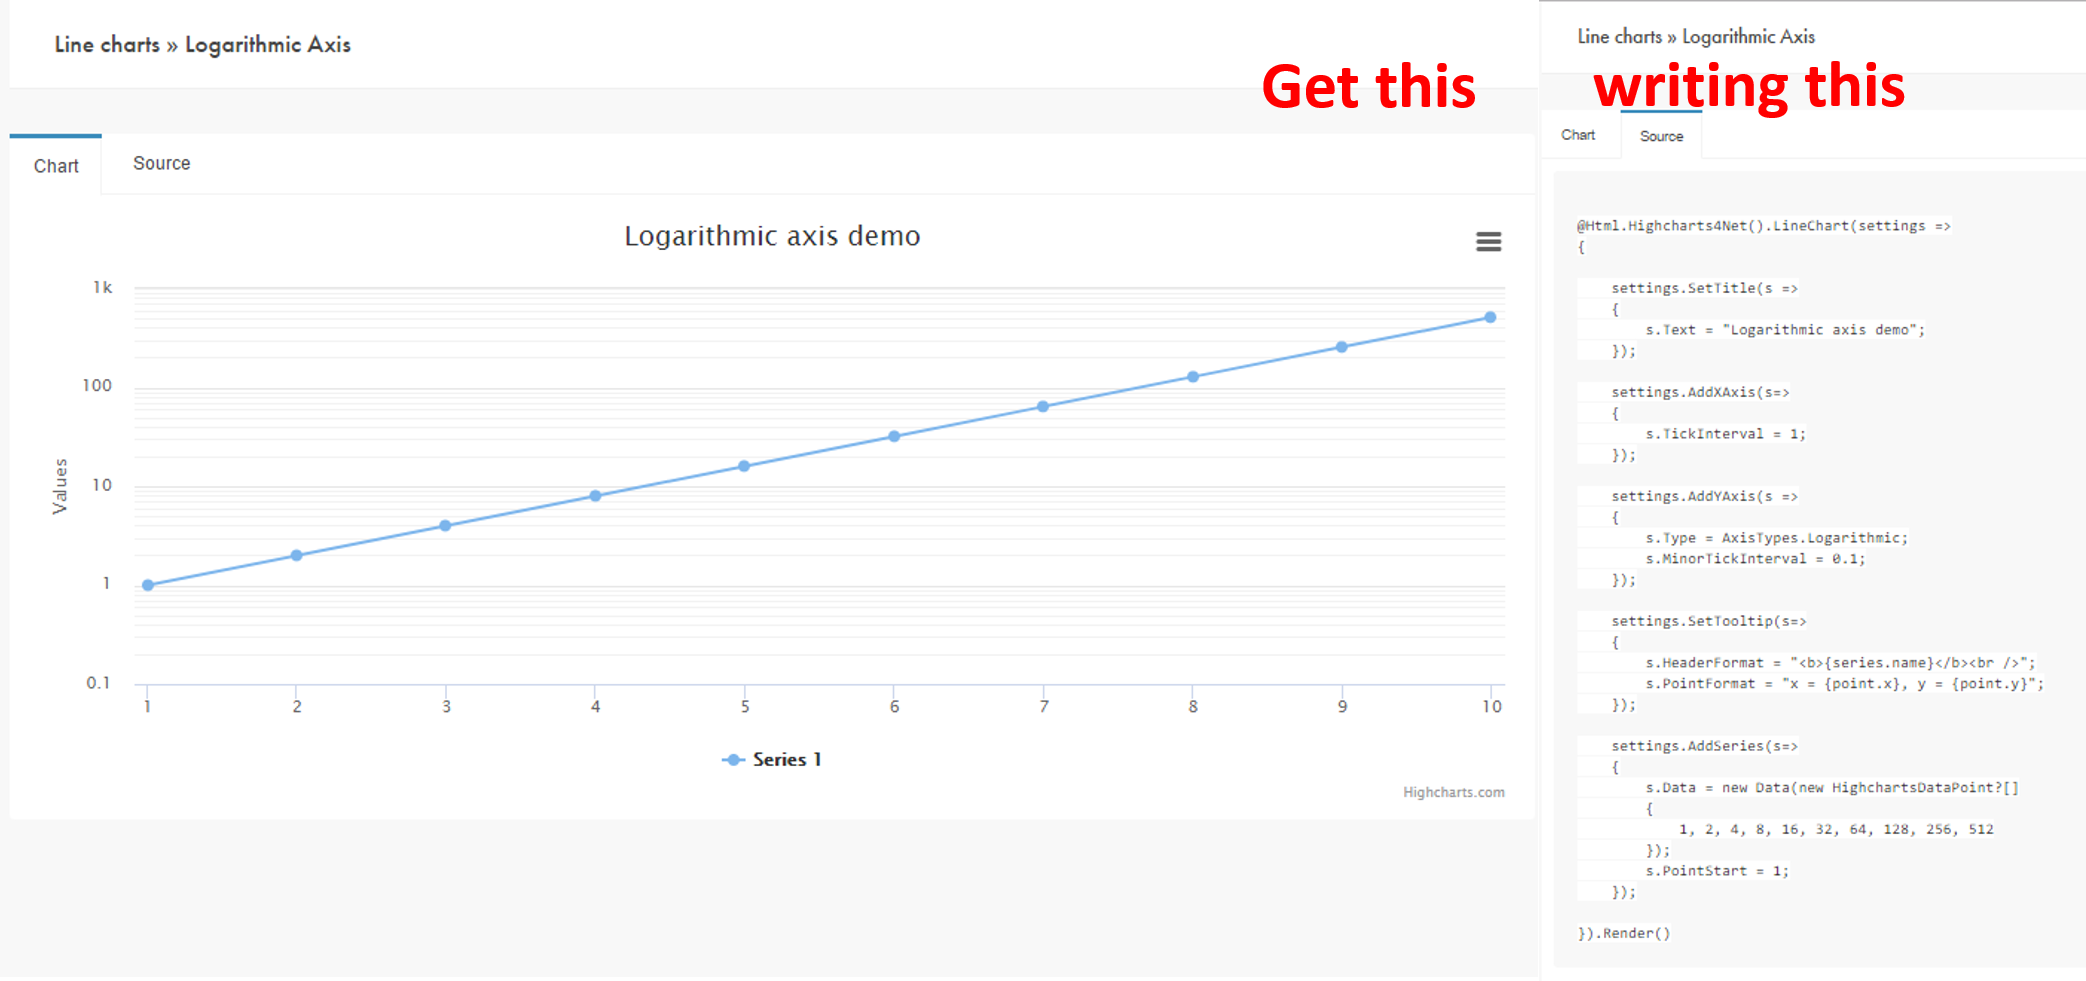 Line charts » Logarithmic Axis
Get this
Chart
Source
Logarithmic axis demo
1k
100
10
1
0.1
Values
1 2 3 4 5 6 7 8 9 10
Series 1
Highcharts.com
Line charts » Logarithmic Axis
writing this
Chart
Source
@Html.Highcharts4Net().LineChart(settings =>
{
settings.SetTitle(s =>
{
s.Text = "Logarithmic axis demo";
});
settings.AddXAxis(s=>
{
s.TickInterval = 1;
});
settings.AddYAxis(s =>
{
s.Type = AxisTypes.Logarithmic;
s.MinorTickInterval = 0.1;
});
settings.SetTooltip(s=>
{
s.HeaderFormat = "<b>{series.name}</b><br />";
s.PointFormat = "x = {point.x}, y = {point.y}";
});
settings.AddSeries(s=>
{
s.Data = new Data(new HighchartsDataPoint?[]
{
1, 2, 4, 8, 16, 32, 64, 128, 256, 512
});
s.PointStart = 1;
});
}).Render()